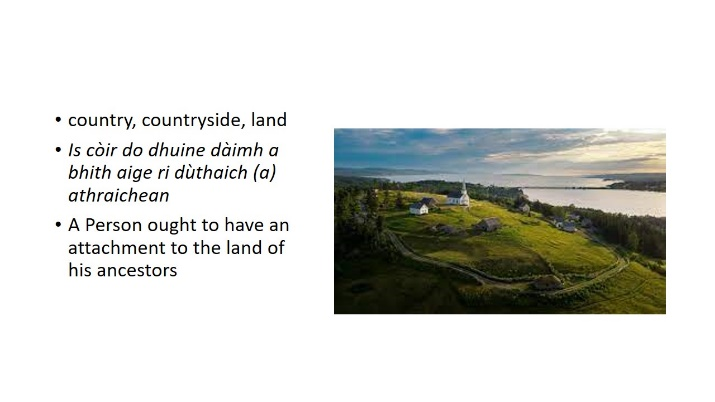 • country, countryside, land
• Is còir do dhuine dàimh a
bhith aige ri dùthaich (a)
athraichean
• A Person ought to have an
attachment to the land of
his ancestors